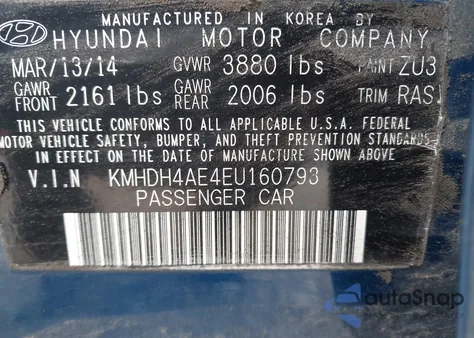 MANUFACTURED IN KOREA BY
HYUNDAI MOTOR COMPANY
MAR/13/14 GVWR 3880 lbs PAINT ZU3
GAWR FRONT 2161 lbs GAWR REAR 2006 lbs TRIM RAS
THIS VEHICLE CONFORMS TO ALL APPLICABLE U.S.A. FEDERAL
MOTOR VEHICLE SAFETY, BUMPER, AND THEFT PREVENTION STANDARDS
IN EFFECT ON THE DATE OF MANUFACTURE SHOWN ABOVE.
V.I.N KMHDH4AE4EU160793
PASSENGER CAR
autoSnap